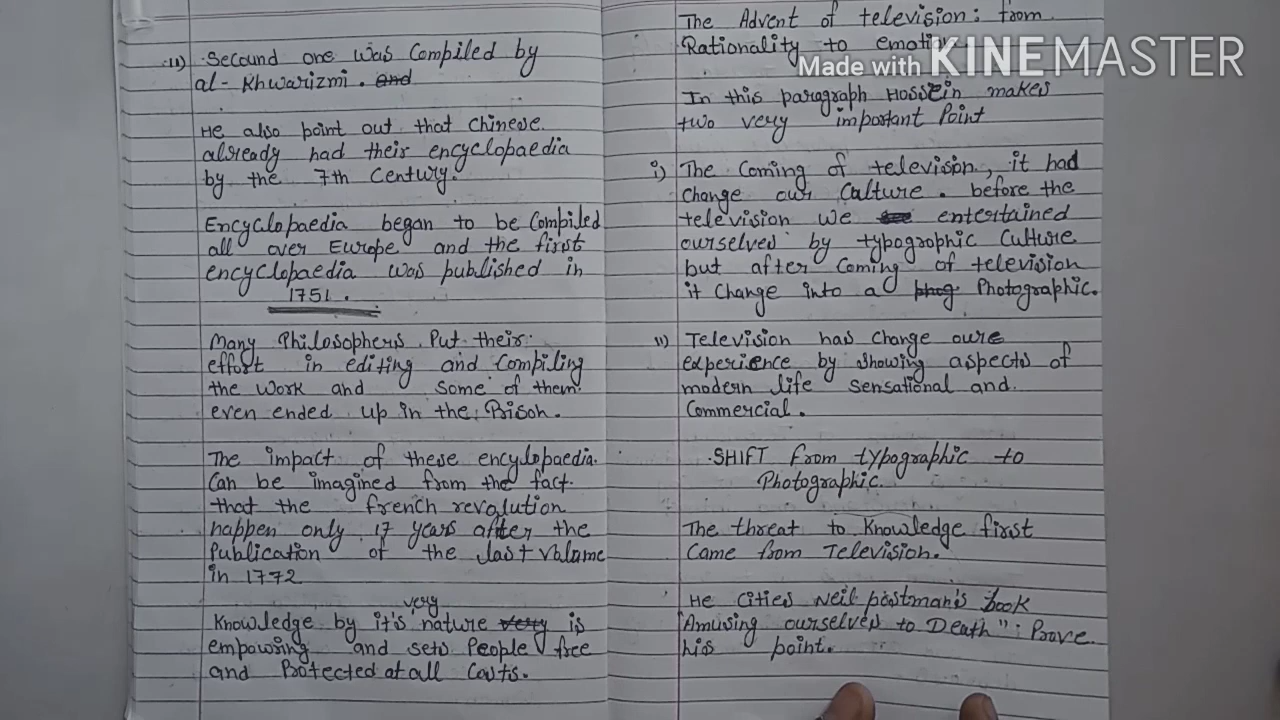 ii) Secound one was compiled by
al-Khwarizmi. and
He also point out that Chinese
already had their encyclopaedia
by the 7th Century.
Encyclopaedia began to be compiled
all over Europe and the first
encyclopaedia was published in
1751.
Many Philosophers Put their
effort in editing and compiling
the work and some of them
even ended up in the Prison.
The impact of these encylopaedia
can be imagined from the fact
that the french revolution
happen only 17 years after the
Publication of the last valume
in 1772
very
Knowledge by it's nature very is
empowring and sets People free
and Protected at all Costs.
The Advent of television: from
Rationality to
Made with KINEMASTER
In this paragraph Hossein makes
two very important Point
i) The Coming of television, it had
change our Culture. before the
television we entertained
ourselves by typographic Culture
but after Coming of television
it change into a phog Photographic.
ii) Television has change oure
experience by showing aspects of
modern life sensational and
Commercial.
SHIFT from typographic to
Photographic.
The threat to Knowledge first
Came from Television.
He Cities Neil postman's book
"Amusing ourselves to Death": Prove
his point.